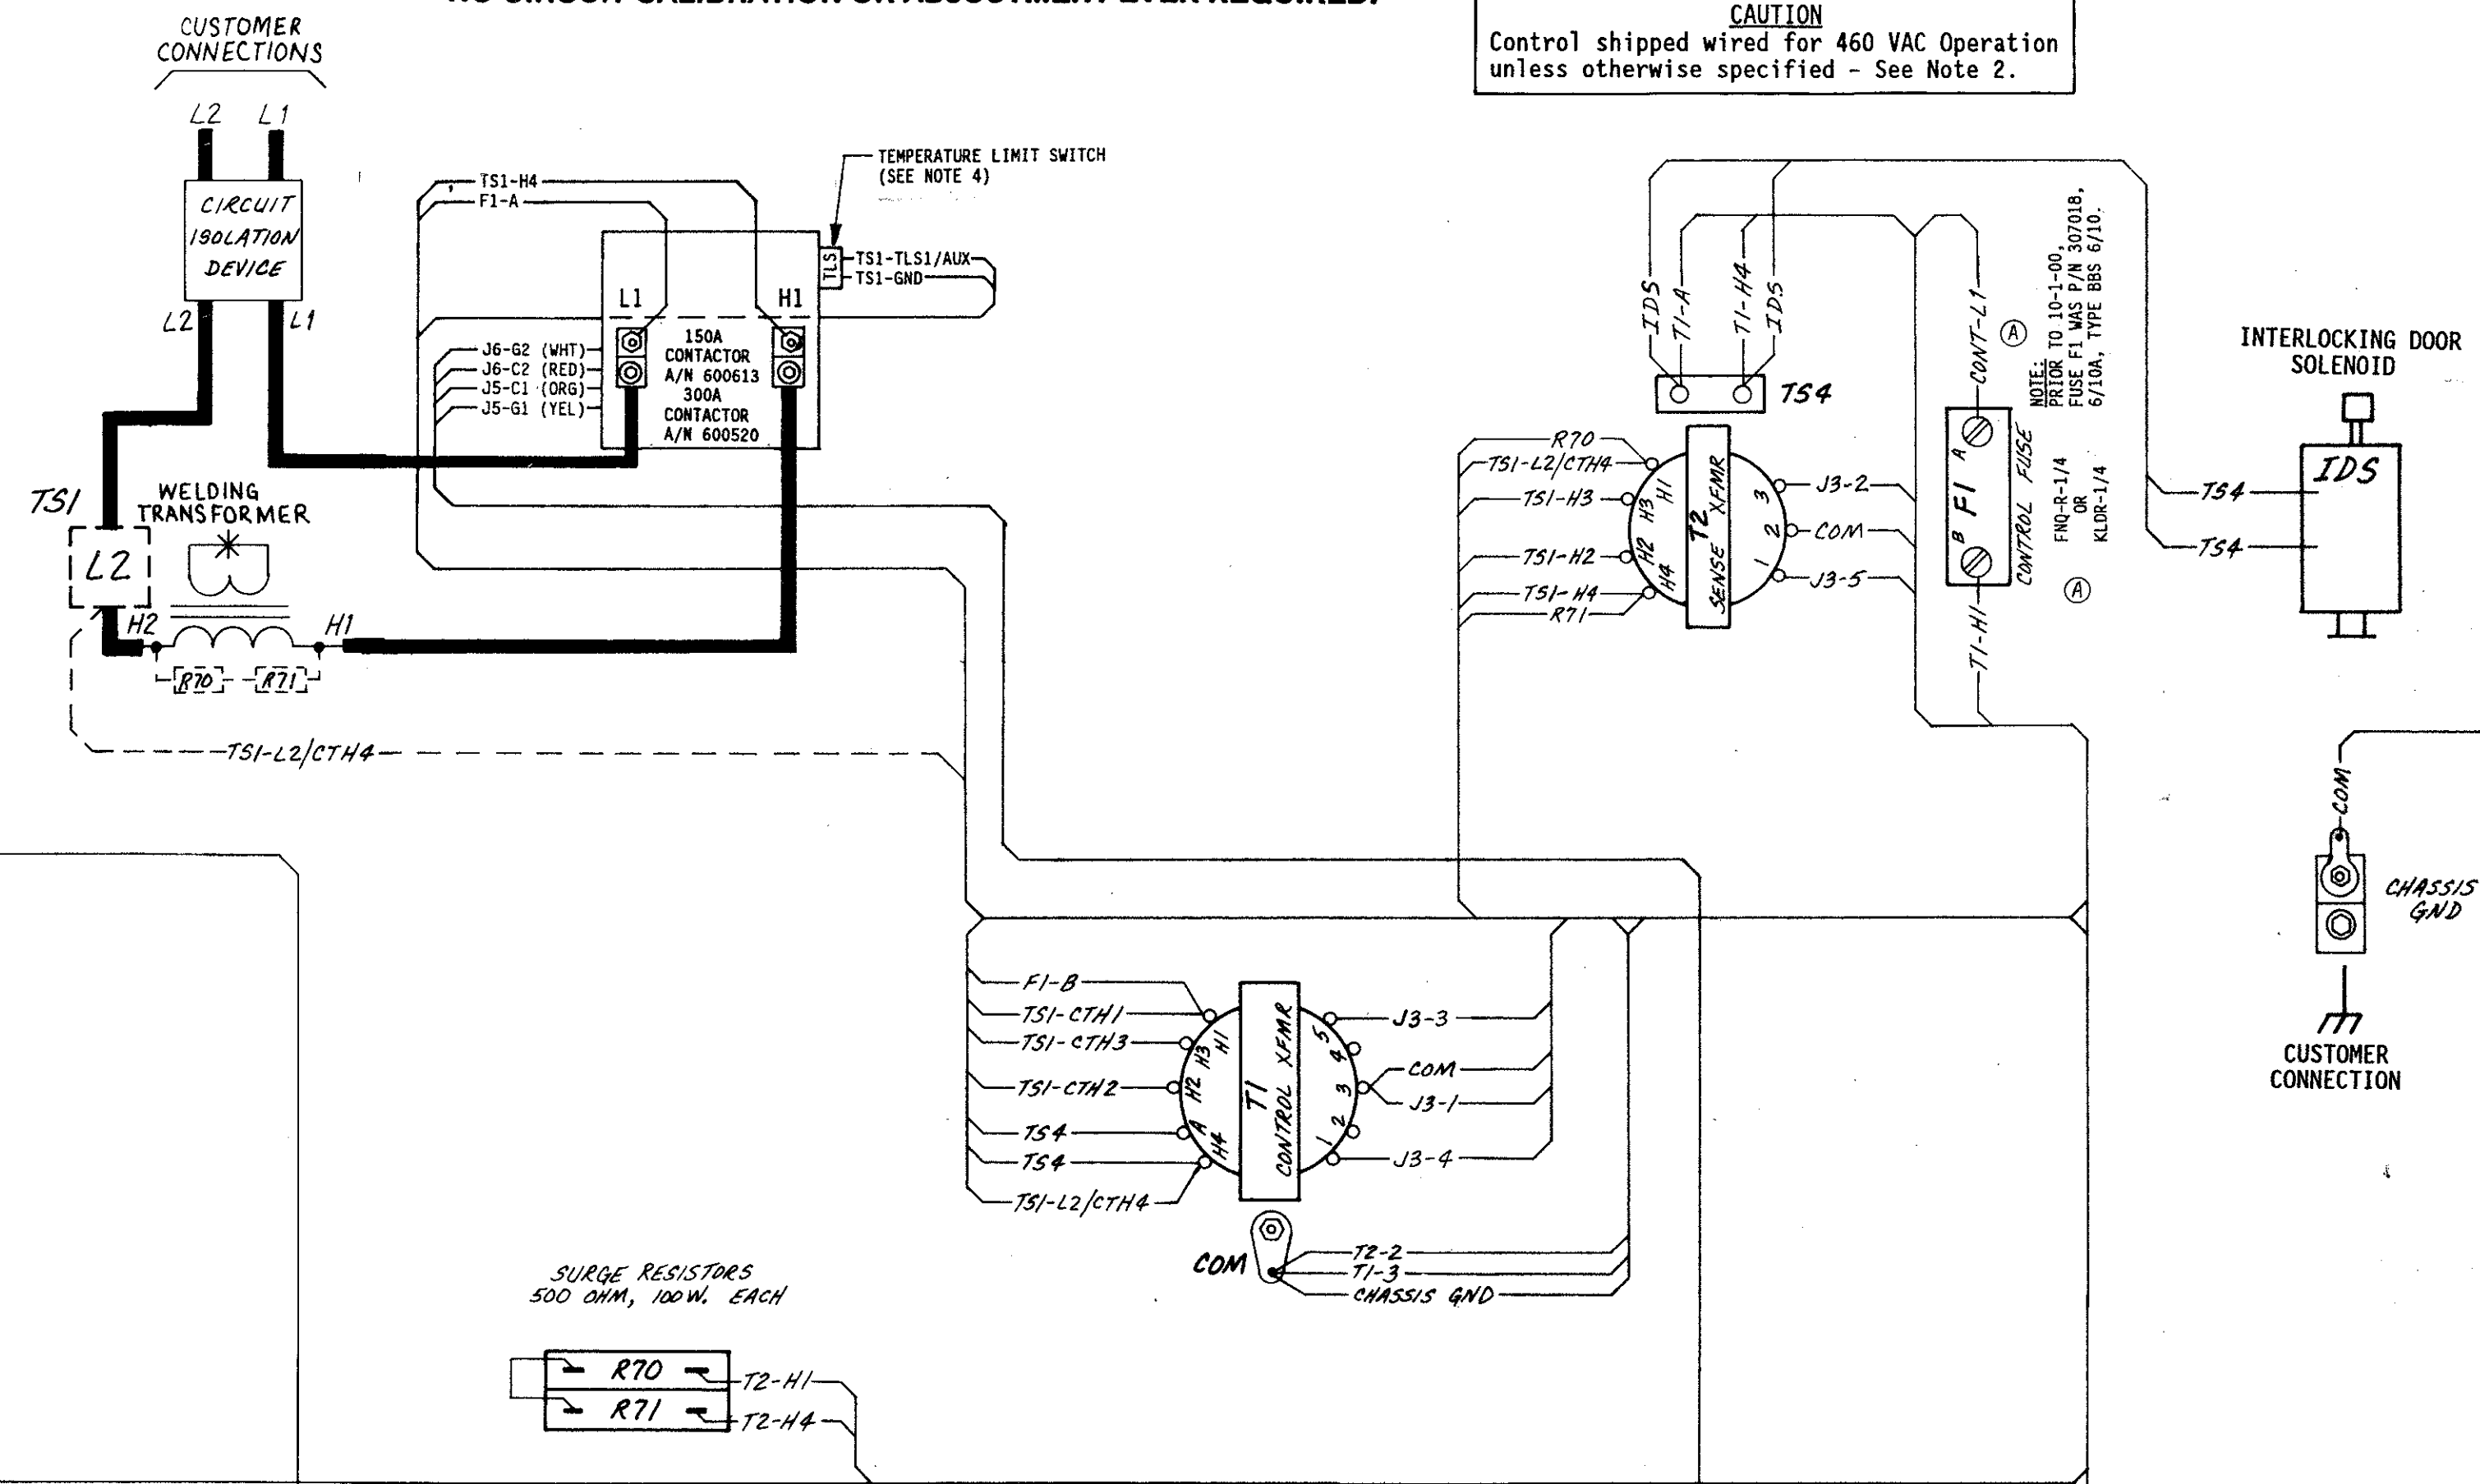 CAUTION
Control shipped wired for 460 VAC Operation
unless otherwise specified - See Note 2.
CUSTOMER
CONNECTIONS
L2
L1
CIRCUIT
ISOLATION
DEVICE
L2
L1
TS1-H4
F1-A
TEMPERATURE LIMIT SWITCH
(SEE NOTE 4)
TLS
TS1-TLS1/AUX
TS1-GND
L1
H1
J6-G2 (WHT)
J6-C2 (RED)
J5-C1 (ORG)
J5-G1 (YEL)
150A
CONTACTOR
A/N 600613
300A
CONTACTOR
A/N 600520
TS1
L2
WELDING
TRANSFORMER
H2
H1
R70
R71
TS1-L2/CTH4
IDS
T1-A
T1-H4
IDS
TS4
CONT-L1
A
NOTE:
PRIOR TO 10-1-00,
FUSE F1 WAS P/N 307018,
6/10A, TYPE BBS 6/10.
R70
TS1-L2/CTH4
TS1-H3
TS1-H2
TS1-H4
R71
H1
H3
H2
H4
T2
SENSE XFMR
3
2
1
J3-2
COM
J3-5
A
F1
B
CONTROL FUSE
FNQ-R-1/4
OR
KLDR-1/4
A
T1-H1
INTERLOCKING DOOR
SOLENOID
IDS
TS4
TS4
COM
CHASSIS
GND
CUSTOMER
CONNECTION
F1-B
TS1-CTH1
TS1-CTH3
TS1-CTH2
TS4
TS4
TS1-L2/CTH4
H1
H3
H2
A
H4
T1
CONTROL XFMR
5
4
3
2
1
J3-3
COM
J3-1
J3-4
COM
T2-2
T1-3
CHASSIS GND
SURGE RESISTORS
500 OHM, 100W. EACH
R70
R71
T2-H1
T2-H4